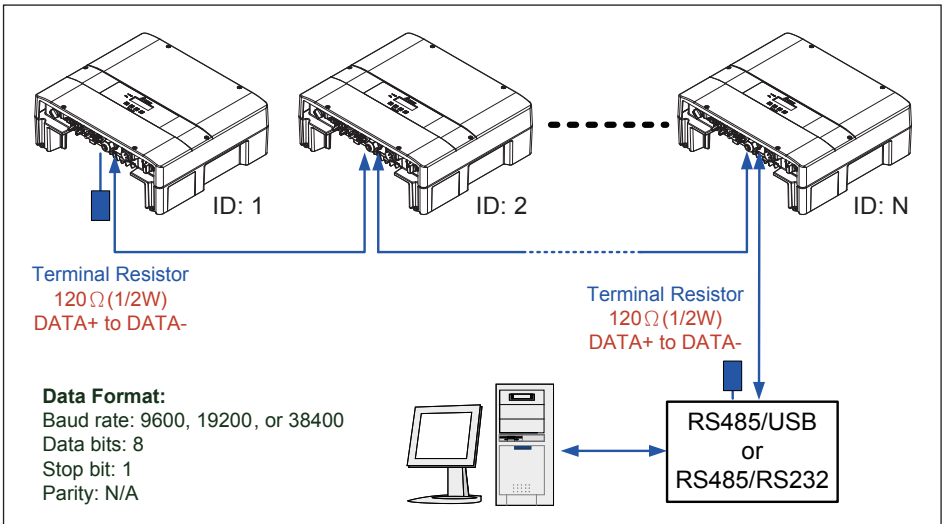 ID: 1
ID: 2
ID: N
Terminal Resistor
120Ω(1/2W)
DATA+ to DATA-
Terminal Resistor
120Ω(1/2W)
DATA+ to DATA-
Data Format:
Baud rate: 9600, 19200, or 38400
Data bits: 8
Stop bit: 1
Parity: N/A
RS485/USB
or
RS485/RS232